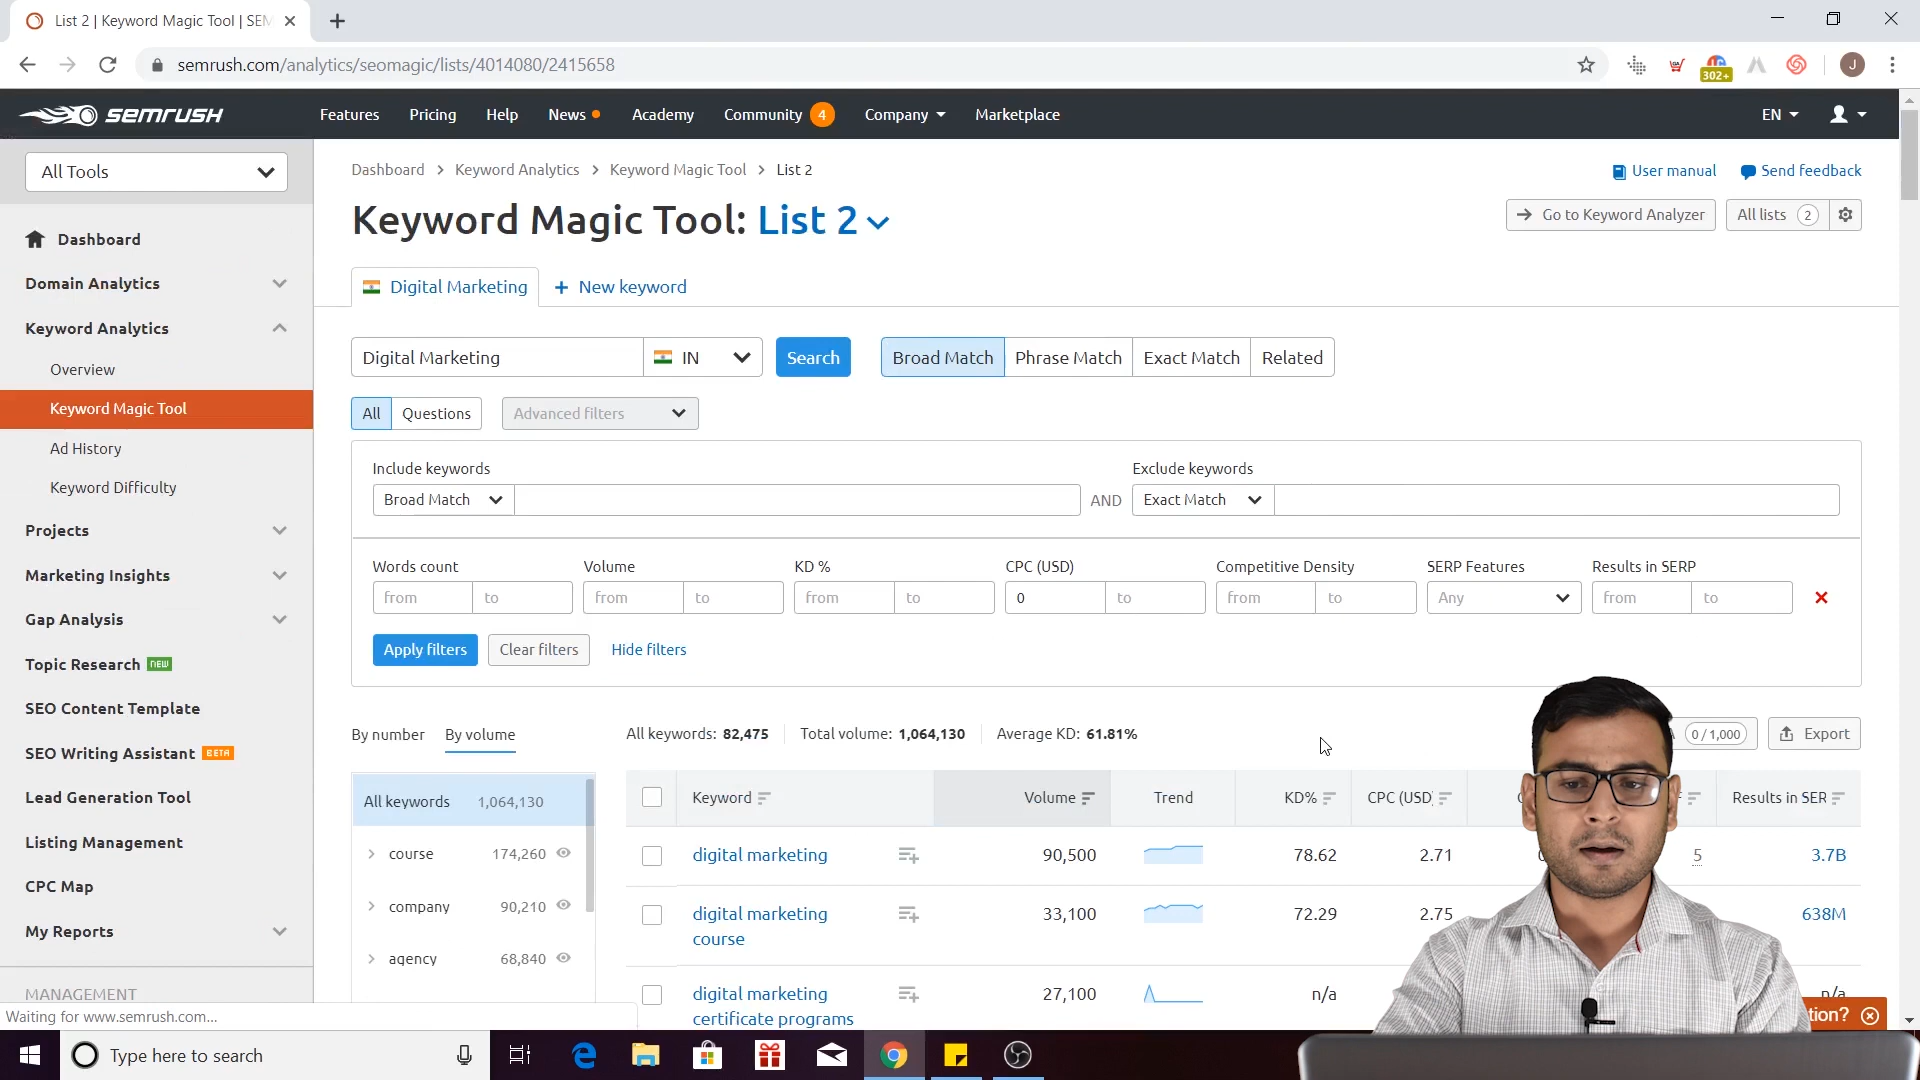 List 2 | Keyword Magic Tool | SEM
semrush.com/analytics/seomagic/lists/4014080/2415658
302+
J
SEMRUSH
Features
Pricing
Help
News
Academy
Community 4
Company
Marketplace
EN
All Tools
Dashboard
Domain Analytics
Keyword Analytics
Overview
Keyword Magic Tool
Ad History
Keyword Difficulty
Projects
Marketing Insights
Gap Analysis
Topic Research NEW
SEO Content Template
SEO Writing Assistant BETA
Lead Generation Tool
Listing Management
CPC Map
My Reports
MANAGEMENT
Dashboard > Keyword Analytics > Keyword Magic Tool > List 2
User manual
Send feedback
Keyword Magic Tool: List 2
Go to Keyword Analyzer
All lists 2
Digital Marketing
+ New keyword
Digital Marketing
IN
Search
Broad Match
Phrase Match
Exact Match
Related
All
Questions
Advanced filters
Include keywords
Exclude keywords
Broad Match
AND
Exact Match
Words count
Volume
KD %
CPC (USD)
Competitive Density
SERP Features
Results in SERP
from to
from to
from to
0 to
from to
Any
from to
Apply filters
Clear filters
Hide filters
By number
By volume
All keywords: 82,475
Total volume: 1,064,130
Average KD: 61.81%
0 / 1,000
Export
All keywords 1,064,130
course 174,260
company 90,210
agency 68,840
Keyword
Volume
Trend
KD%
CPC (USD)
Results in SER
digital marketing
90,500
78.62
2.71
5
3.7B
digital marketing
course
33,100
72.29
2.75
638M
digital marketing
certificate programs
27,100
n/a
n/a
tion?
Waiting for www.semrush.com...
Type here to search